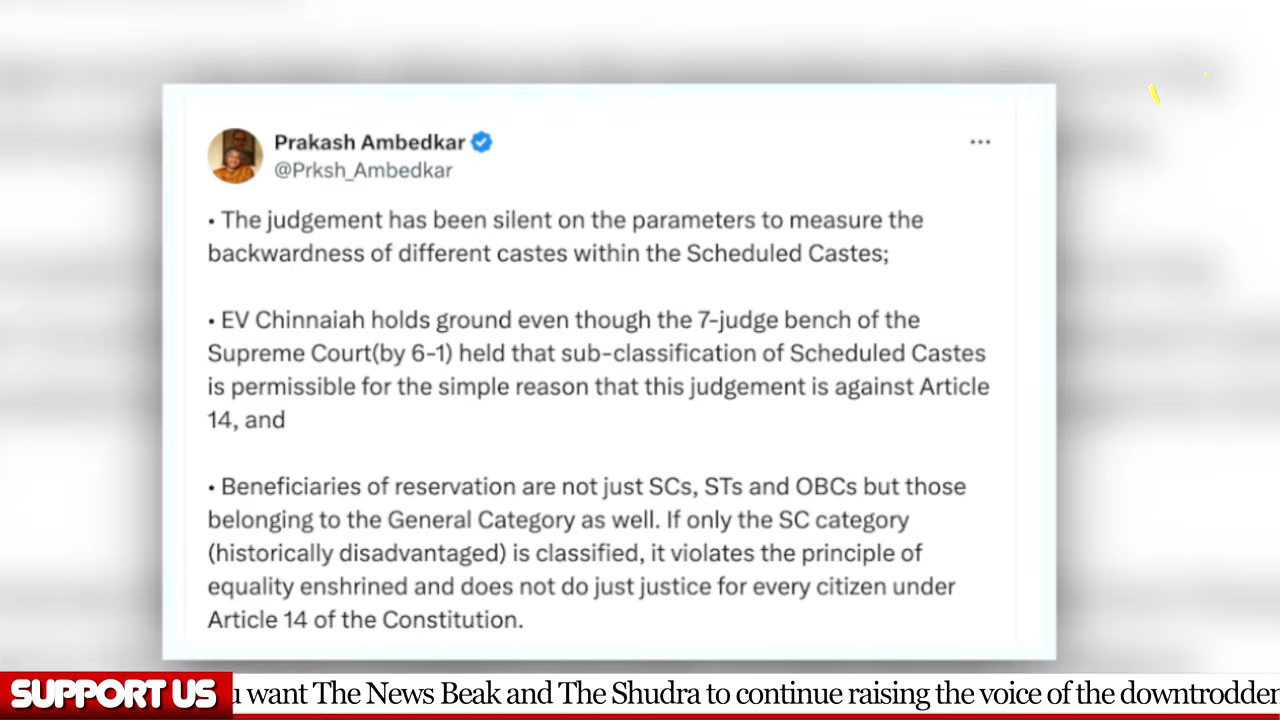 Prakash Ambedkar
@Prksh_Ambedkar
• The judgement has been silent on the parameters to measure the
backwardness of different castes within the Scheduled Castes;
• EV Chinnaiah holds ground even though the 7-judge bench of the
Supreme Court(by 6-1) held that sub-classification of Scheduled Castes
is permissible for the simple reason that this judgement is against Article
14, and
• Beneficiaries of reservation are not just SCs, STs and OBCs but those
belonging to the General Category as well. If only the SC category
(historically disadvantaged) is classified, it violates the principle of
equality enshrined and does not do just justice for every citizen under
Article 14 of the Constitution.
SUPPORT US
u want The News Beak and The Shudra to continue raising the voice of the downtrodden